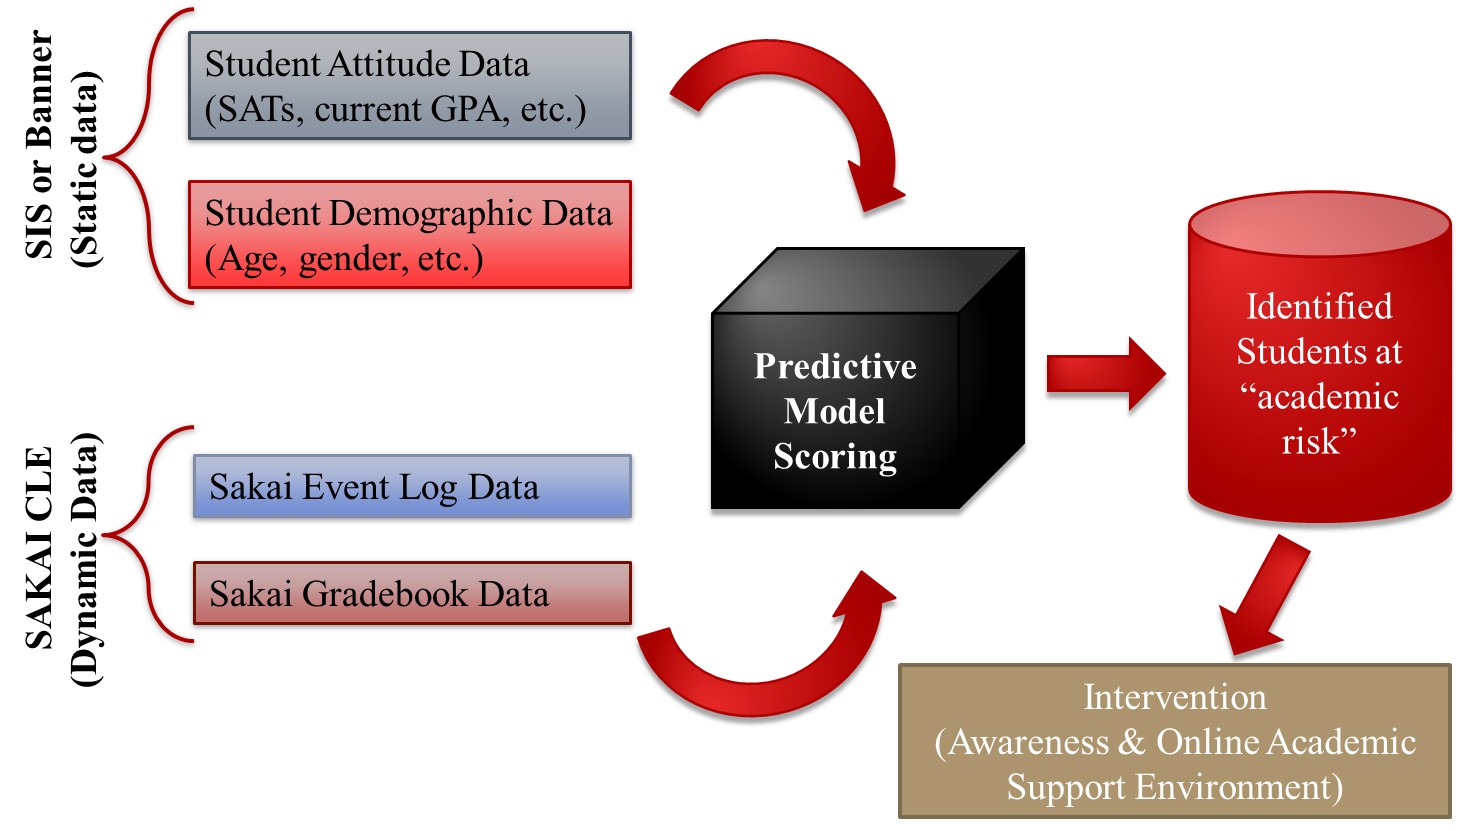 SIS or Banner
(Static data)
Student Attitude Data
(SATs, current GPA, etc.)
Student Demographic Data
(Age, gender, etc.)
SAKAI CLE
(Dynamic Data)
Sakai Event Log Data
Sakai Gradebook Data
Predictive
Model
Scoring
Identified
Students at
“academic
risk”
Intervention
(Awareness & Online Academic
Support Environment)